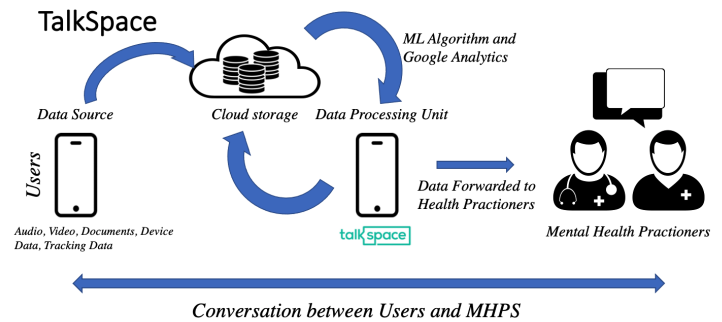 TalkSpace
ML Algorithm and
Google Analytics
Data Source
Cloud storage
Data Processing Unit
Users
Data Forwarded to
Health Practioners
Audio, Video, Documents, Device
Data, Tracking Data
talkspace
Mental Health Practioners
Conversation between Users and MHPS